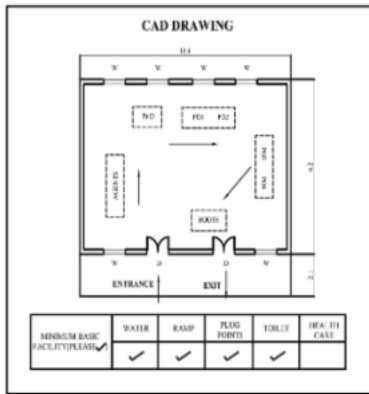 CAD DRAWING
W W W W
PrO PO1 PO2
AGENTS
BOOTH
W D D W
ENTRANCE EXIT
MINIMUM BASIC
FACILITY(PLEASE✓)
WATER RAMP PLUG
POINTS TOILET HEALTH
CARE
✓ ✓ ✓ ✓